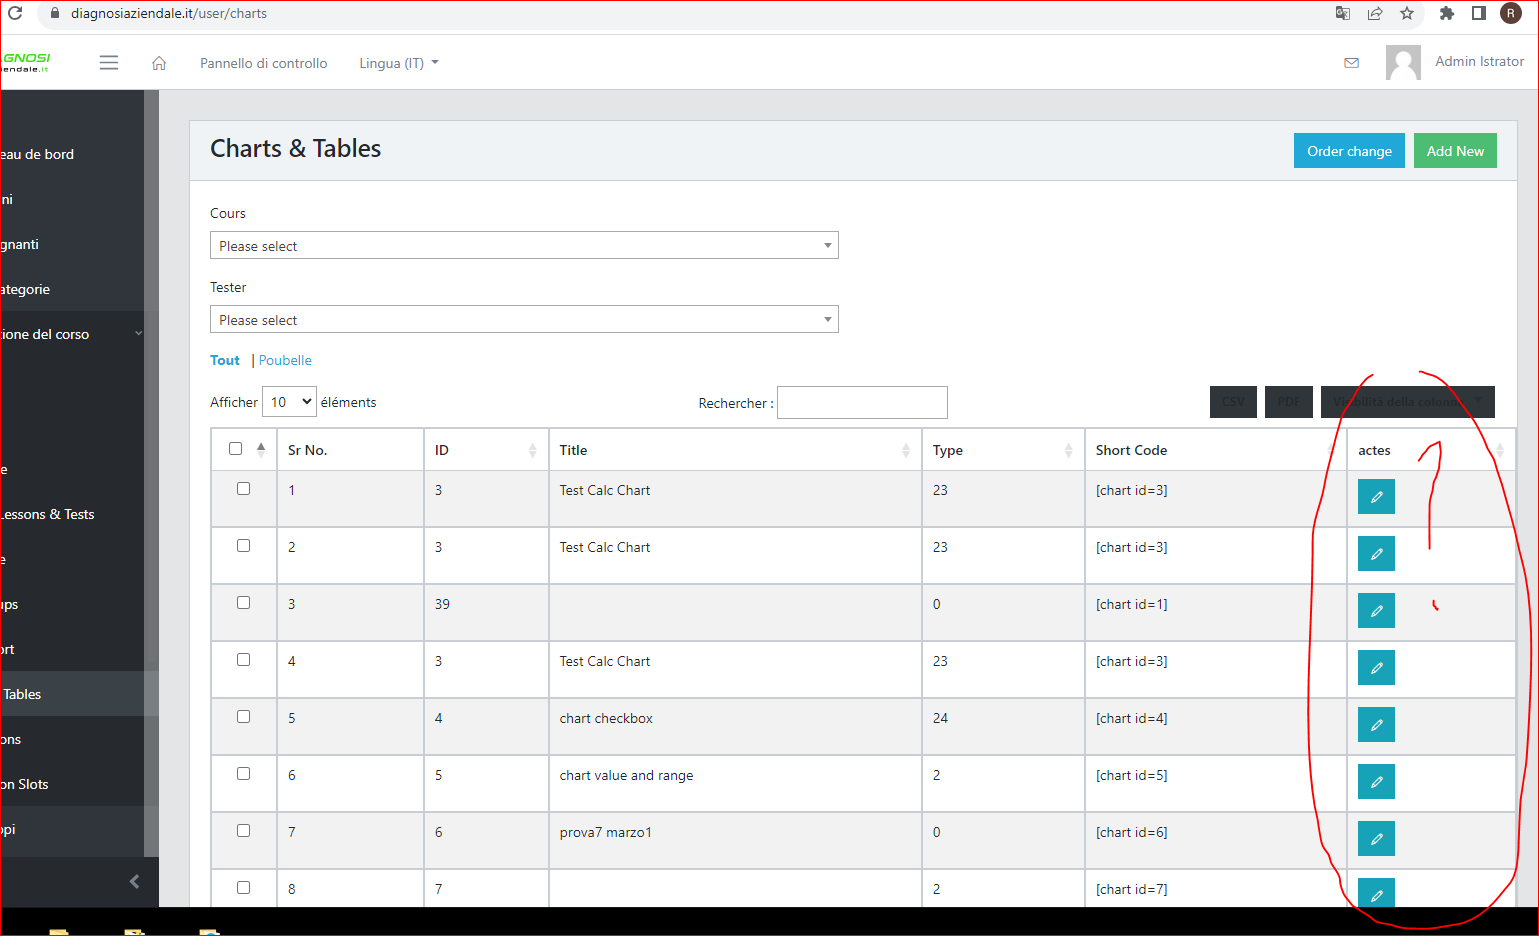 diagnosiaziendale.it/user/charts
R
GNOSI
iendale.it
Pannello di controllo
Lingua (IT)
Admin Istrator
eau de bord
ni
gnanti
ategorie
ione del corso
e
Lessons & Tests
e
ups
ort
Tables
ons
on Slots
ppi
Charts & Tables
Order change
Add New
Cours
Please select
Tester
Please select
Tout | Poubelle
Afficher 10 éléments
Rechercher :
CSV
PDF
Visibilità della colonna
Sr No. ID Title Type Short Code actes
1 3 Test Calc Chart 23 [chart id=3]
2 3 Test Calc Chart 23 [chart id=3]
3 39 0 [chart id=1]
4 3 Test Calc Chart 23 [chart id=3]
5 4 chart checkbox 24 [chart id=4]
6 5 chart value and range 2 [chart id=5]
7 6 prova7 marzo1 0 [chart id=6]
8 7 2 [chart id=7]